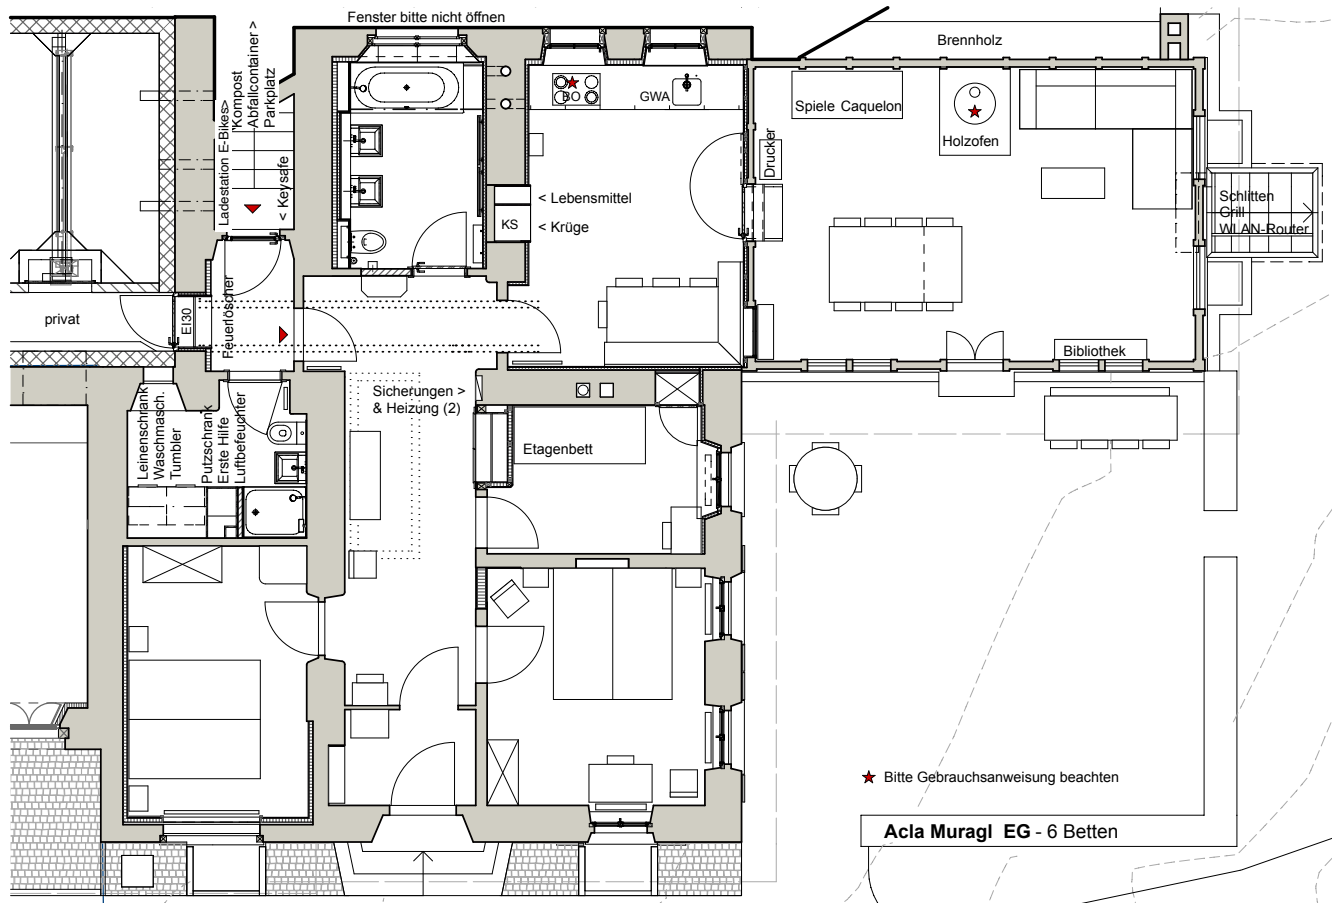 Fenster bitte nicht öffnen
Brennholz
Ladestation E-Bikes>
Kompost
Abfallcontainer >
Parkplatz
< Keysafe
BO
GWA
Spiele Caquelon
Holzofen
Drucker
< Lebensmittel
KS
< Krüge
Schlitten
Grill
WLAN-Router
privat
EI30
Feuerlöscher
Bibliothek
Sicherungen >
& Heizung (2)
Leinenschrank
Waschmasch.
Tumbler
Putzschrank
Erste Hilfe
Luftbefeuchter
Etagenbett
Bitte Gebrauchsanweisung beachten
Acla Muragl EG - 6 Betten